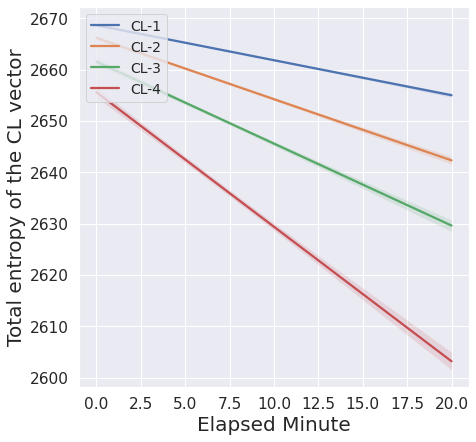 2670
2660
2650
2640
2630
2620
2610
2600
Total entropy of the CL vector
CL-1
CL-2
CL-3
CL-4
0.0 2.5 5.0 7.5 10.0 12.5 15.0 17.5 20.0
Elapsed Minute